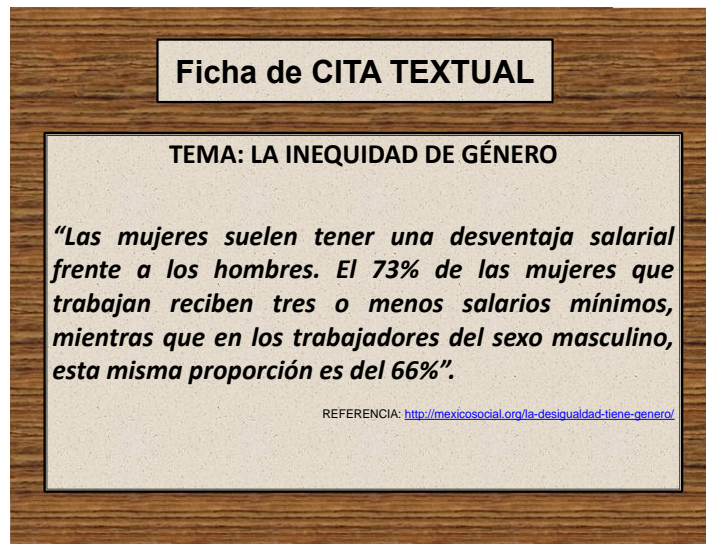 Ficha de CITA TEXTUAL
TEMA: LA INEQUIDAD DE GÉNERO
“Las mujeres suelen tener una desventaja salarial
frente a los hombres. El 73% de las mujeres que
trabajan reciben tres o menos salarios mínimos,
mientras que en los trabajadores del sexo masculino,
esta misma proporción es del 66%”.
REFERENCIA: http://mexicosocial.org/la-desigualdad-tiene-genero/